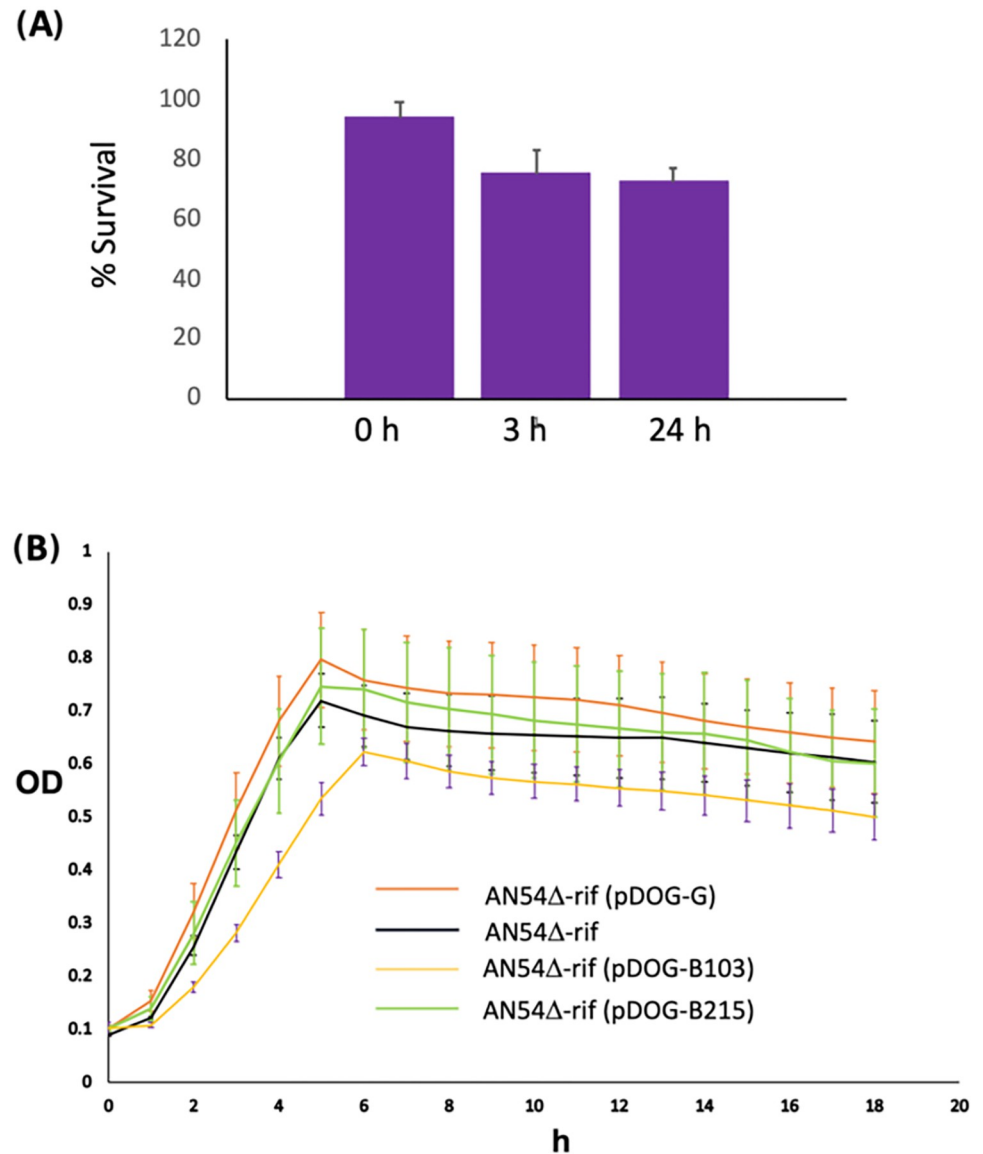 (A)
120
100
80
60
40
20
0
% Survival
0 h 3 h 24 h
(B)
1
0.9
0.8
0.7
0.6
0.5
0.4
0.3
0.2
0.1
0
OD
AN54Δ-rif (pDOG-G)
AN54Δ-rif
AN54Δ-rif (pDOG-B103)
AN54Δ-rif (pDOG-B215)
0 2 4 6 8 10 12 14 16 18 20
h